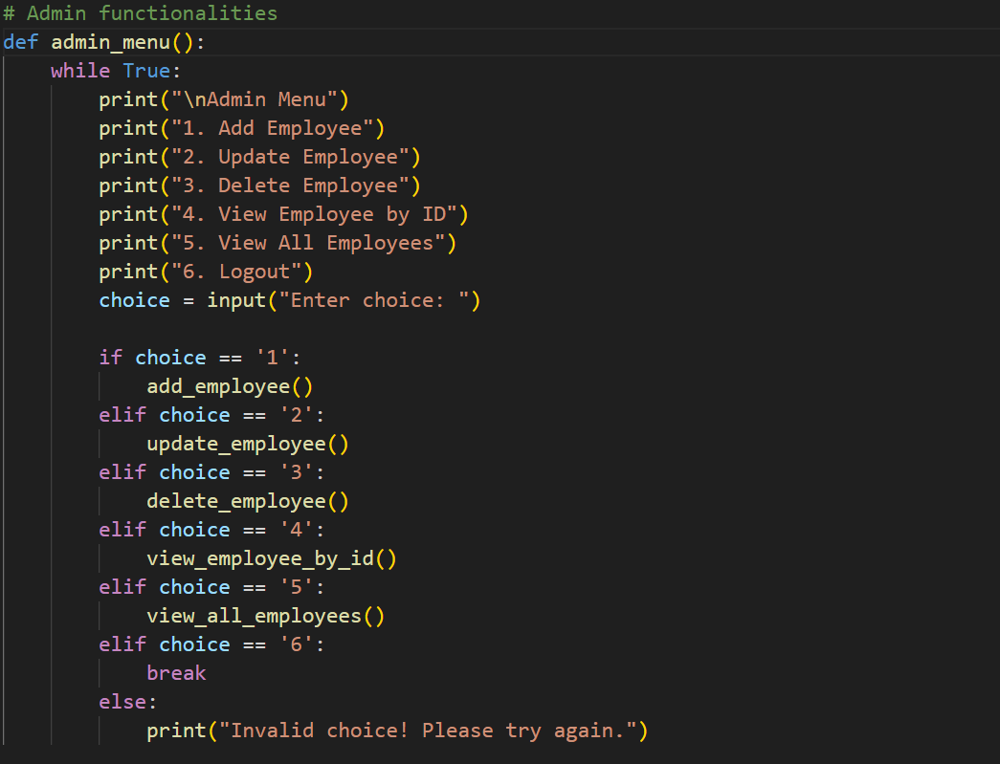 # Admin functionalities
def admin_menu():
    while True:
        print("\nAdmin Menu")
        print("1. Add Employee")
        print("2. Update Employee")
        print("3. Delete Employee")
        print("4. View Employee by ID")
        print("5. View All Employees")
        print("6. Logout")
        choice = input("Enter choice: ")

        if choice == '1':
            add_employee()
        elif choice == '2':
            update_employee()
        elif choice == '3':
            delete_employee()
        elif choice == '4':
            view_employee_by_id()
        elif choice == '5':
            view_all_employees()
        elif choice == '6':
            break
        else:
            print("Invalid choice! Please try again.")